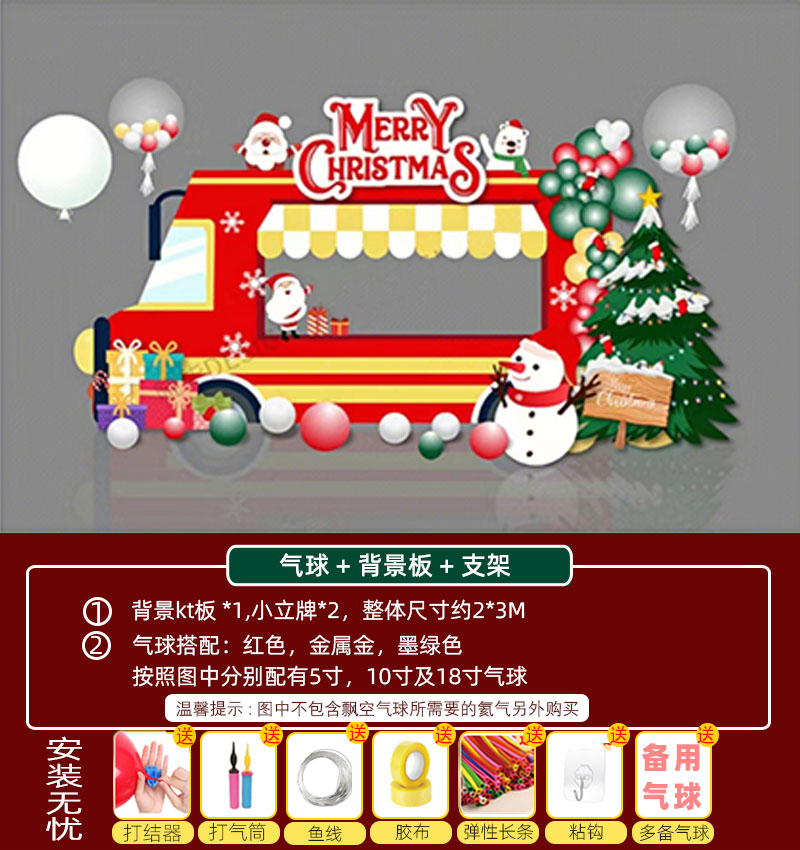 MERRY
CHRISTMAS
Christmas
气球 + 背景板 + 支架
① 背景kt板 *1,小立牌*2，整体尺寸约2*3M
② 气球搭配：红色，金属金，墨绿色
按照图中分别配有5寸，10寸及18寸气球
温馨提示 : 图中不包含飘空气球所需要的氦气另外购买
安装无忧
送 送 送 送 送 送 送
备用
气球
打结器 打气筒 鱼线 胶布 弹性长条 粘钩 多备气球